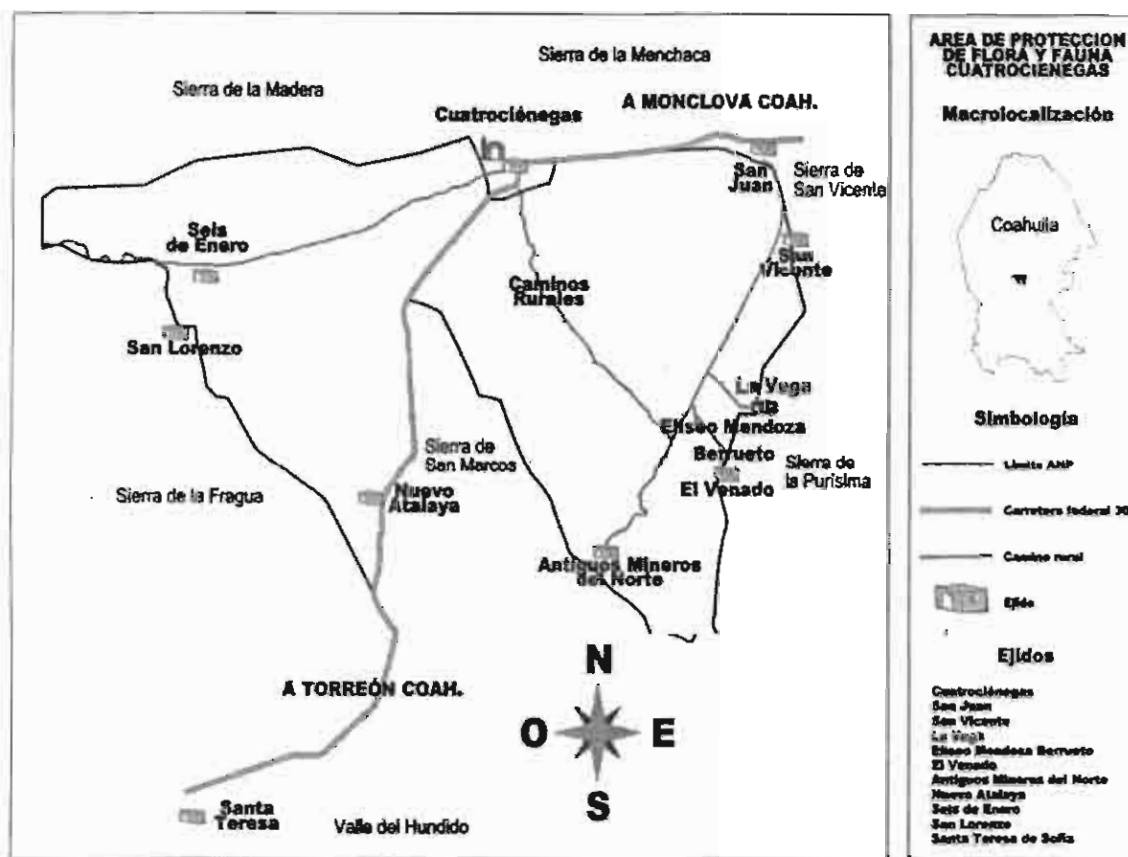 Sierra de la Menchaca
Sierra de la Madera
A MONCLOVA COAH.
Cuatrociénegas
San
Juan
Sierra de
San Vicente
Seis
de Enero
San
Vicente
Caminos
Rurales
San Lorenzo
La Vega
Eliseo Mendoza
Berrueto
Sierra de
San Marcos
Sierra de
la Purísima
El Venado
Sierra de la Fragua
Nuevo
Atalaya
Antiguos Mineros
del Norte
N
A TORREÓN COAH.
O
E
S
Santa
Teresa
Valle del Hundido
AREA DE PROTECCION
DE FLORA Y FAUNA
CUATROCIENEGAS
Macrolocalización
Coahuila
Simbología
Límite ANP
Carretera federal 30
Camino rural
Ejido
Ejidos
Cuatrociénegas
San Juan
San Vicente
La Vega
Eliseo Mendoza Berrueto
El Venado
Antiguos Mineros del Norte
Nuevo Atalaya
Seis de Enero
San Lorenzo
Santa Teresa de Sofía